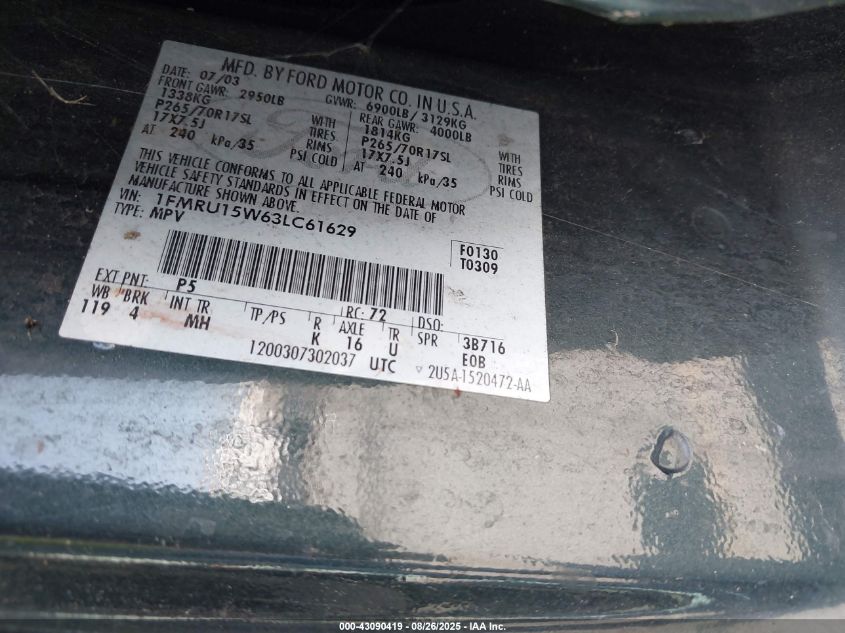 MFD. BY FORD MOTOR CO. IN U.S.A.
DATE: 07/03 GVWR: 6900LB/ 3129KG
FRONT GAWR: 2950LB REAR GAWR: 4000LB
1338KG WITH 1814KG WITH
P265/70R17SL TIRES P265/70R17SL TIRES
17X7.5J RIMS 17X7.5J RIMS
AT 240 kPa/35 PSI COLD AT 240 kPa/35 PSI COLD
THIS VEHICLE CONFORMS TO ALL APPLICABLE FEDERAL MOTOR
VEHICLE SAFETY STANDARDS IN EFFECT ON THE DATE OF
MANUFACTURE SHOWN ABOVE.
VIN: 1FMRU15W63LC61629
TYPE: MPV
F0130
T0309
EXT PNT: P5 RC: 72 DSO:
WB BRK INT TR TP/PS R AXLE TR SPR 3B716
119 4 MH K 16 U E0B
1200307302037 UTC ▽ 2U5A-1520472-AA
000-43090419 - 08/26/2025 - IAA Inc.